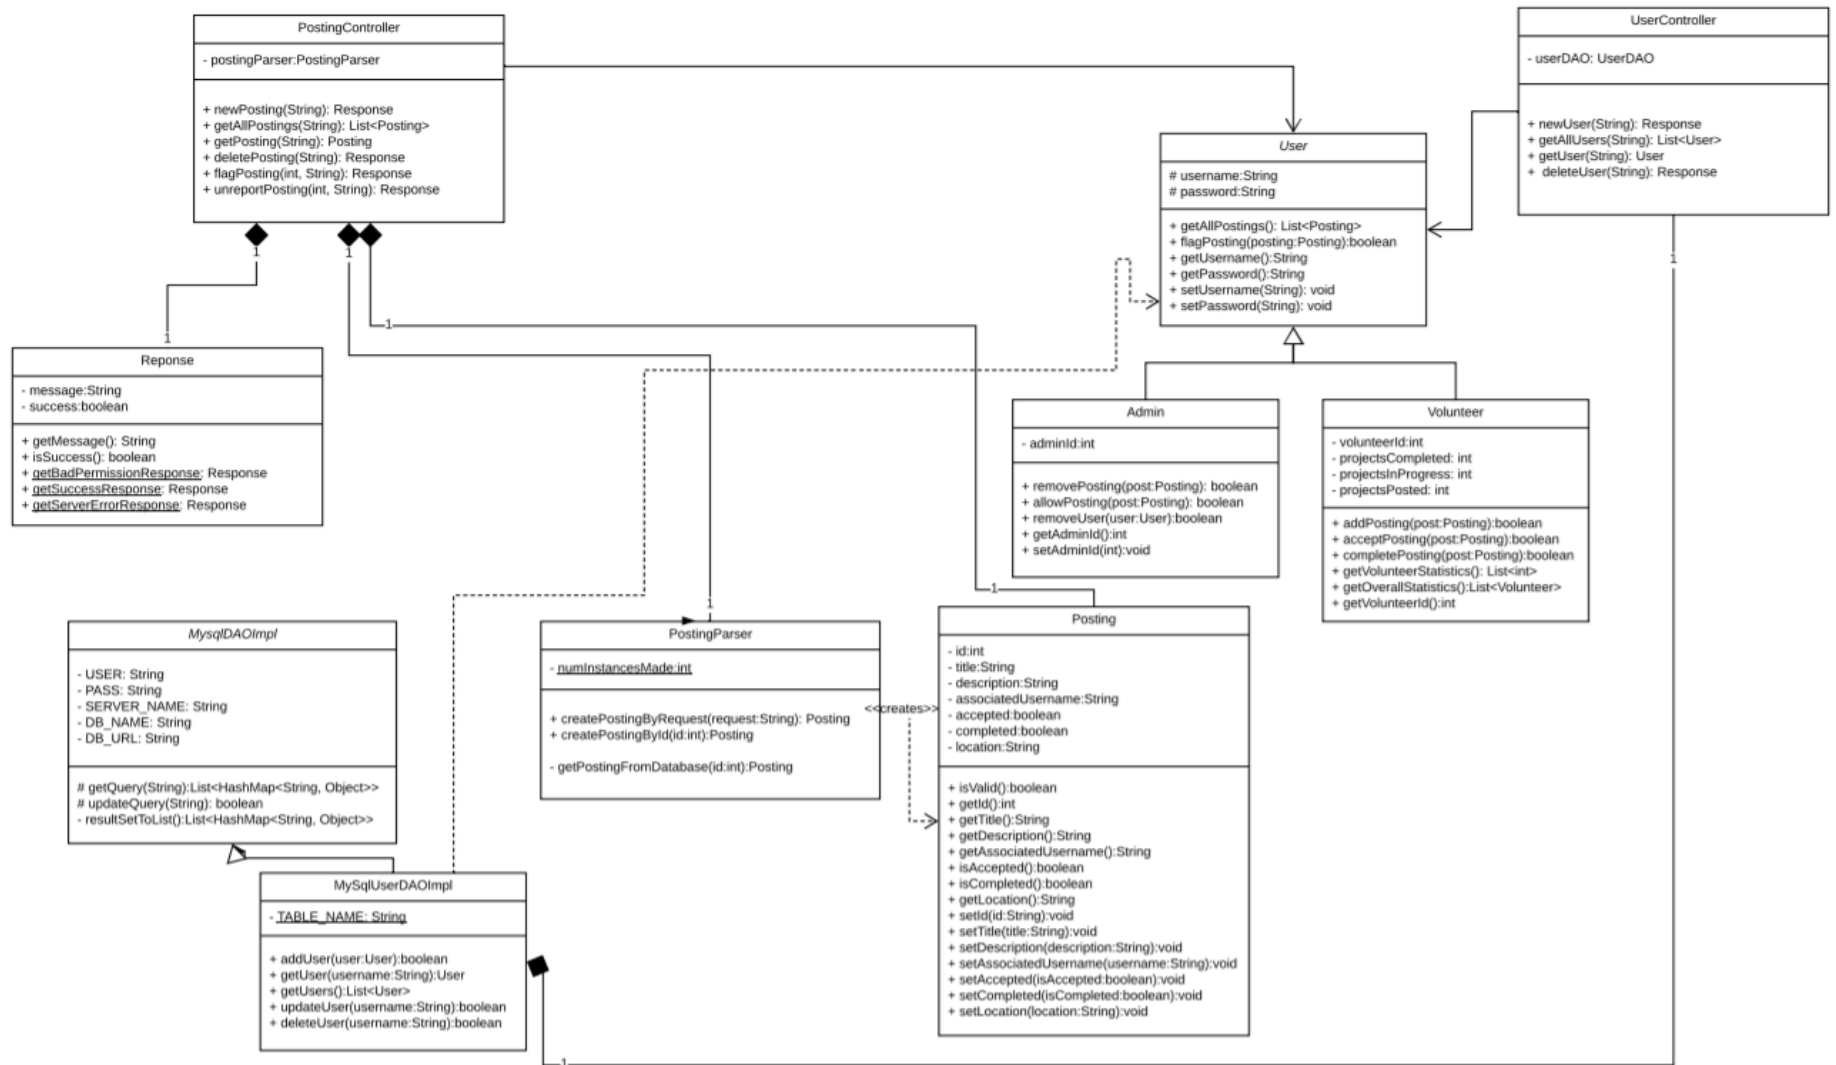 PostingController
- postingParser:PostingParser
+ newPosting(String): Response
+ getAllPostings(String): List<Posting>
+ getPosting(String): Posting
+ deletePosting(String): Response
+ flagPosting(int, String): Response
+ unreportPosting(int, String): Response
UserController
- userDAO: UserDAO
+ newUser(String): Response
+ getAllUsers(String): List<User>
+ getUser(String): User
+ deleteUser(String): Response
User
# username:String
# password:String
+ getAllPostings(): List<Posting>
+ flagPosting(posting:Posting):boolean
+ getUsername():String
+ getPassword():String
+ setUsername(String): void
+ setPassword(String): void
1
1
1
1
1
Reponse
- message:String
- success:boolean
+ getMessage(): String
+ isSuccess(): boolean
+ getBadPermissionResponse: Response
+ getSuccessResponse: Response
+ getServerErrorResponse: Response
Admin
- adminId:int
+ removePosting(post:Posting): boolean
+ allowPosting(post:Posting): boolean
+ removeUser(user:User):boolean
+ getAdminId():int
+ setAdminId(int):void
Volunteer
- volunteerId:int
- projectsCompleted: int
- projectsInProgress: int
- projectsPosted: int
+ addPosting(post:Posting):boolean
+ acceptPosting(post:Posting):boolean
+ completePosting(post:Posting):boolean
+ getVolunteerStatistics(): List<int>
+ getOverallStatistics():List<Volunteer>
+ getVolunteerId():int
1
1
MysqlDAOImpl
- USER: String
- PASS: String
- SERVER_NAME: String
- DB_NAME: String
- DB_URL: String
# getQuery(String):List<HashMap<String, Object>>
# updateQuery(String): boolean
- resultSetToList():List<HashMap<String, Object>>
PostingParser
- numInstancesMade:int
+ createPostingByRequest(request:String): Posting
+ createPostingById(id:int):Posting
- getPostingFromDatabase(id:int):Posting
<<creates>>
Posting
- id:int
- title:String
- description:String
- associatedUsername:String
- accepted:boolean
- completed:boolean
- location:String
+ isValid():boolean
+ getId():int
+ getTitle():String
+ getDescription():String
+ getAssociatedUsername():String
+ isAccepted():boolean
+ isCompleted():boolean
+ getLocation():String
+ setId(id:String):void
+ setTitle(title:String):void
+ setDescription(description:String):void
+ setAssociatedUsername(username:String):void
+ setAccepted(isAccepted:boolean):void
+ setCompleted(isCompleted:boolean):void
+ setLocation(location:String):void
MySqlUserDAOImpl
- TABLE_NAME: String
+ addUser(user:User):boolean
+ getUser(username:String):User
+ getUsers():List<User>
+ updateUser(username:String):boolean
+ deleteUser(username:String):boolean
1